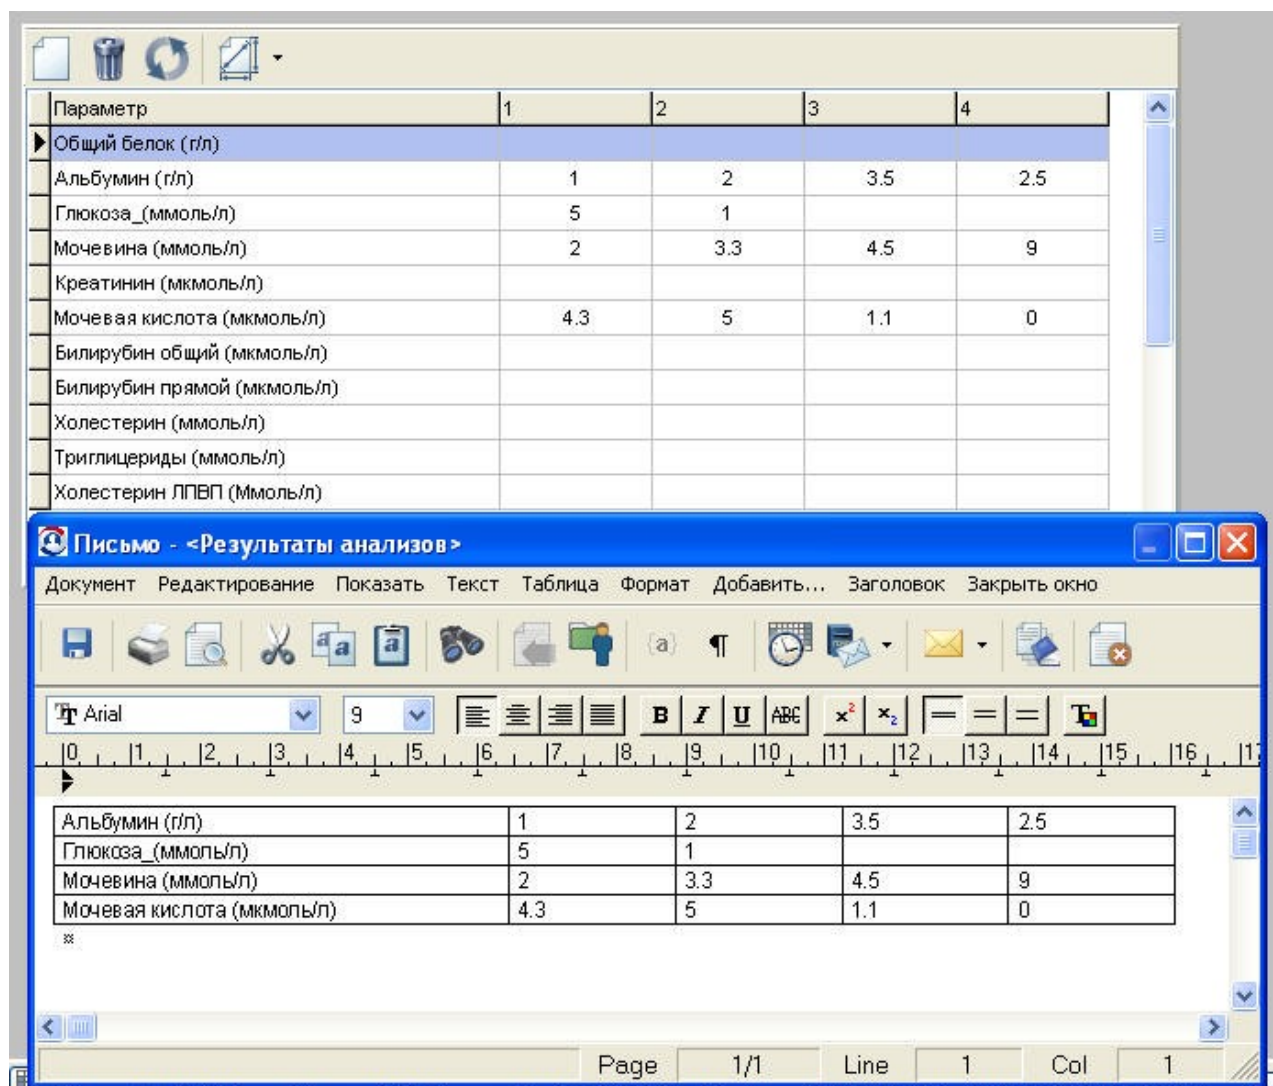 Параметр 1 2 3 4
Общий белок (г/л)
Альбумин (г/л) 1 2 3.5 2.5
Глюкоза_(ммоль/л) 5 1
Мочевина (ммоль/л) 2 3.3 4.5 9
Креатинин (мкмоль/л)
Мочевая кислота (мкмоль/л) 4.3 5 1.1 0
Билирубин общий (мкмоль/л)
Билирубин прямой (мкмоль/л)
Холестерин (ммоль/л)
Триглицериды (ммоль/л)
Холестерин ЛПВП (Ммоль/л)
Письмо - <Результаты анализов>
Документ Редактирование Показать Текст Таблица Формат Добавить... Заголовок Закрыть окно
a a a {a} ¶
Tr Arial 9 B I U ABC x² x₂ T
0 1 2 3 4 5 6 7 8 9 10 11 12 13 14 15 16 17
Альбумин (г/л) 1 2 3.5 2.5
Глюкоза_(ммоль/л) 5 1
Мочевина (ммоль/л) 2 3.3 4.5 9
Мочевая кислота (мкмоль/л) 4.3 5 1.1 0
¤
Page 1/1 Line 1 Col 1